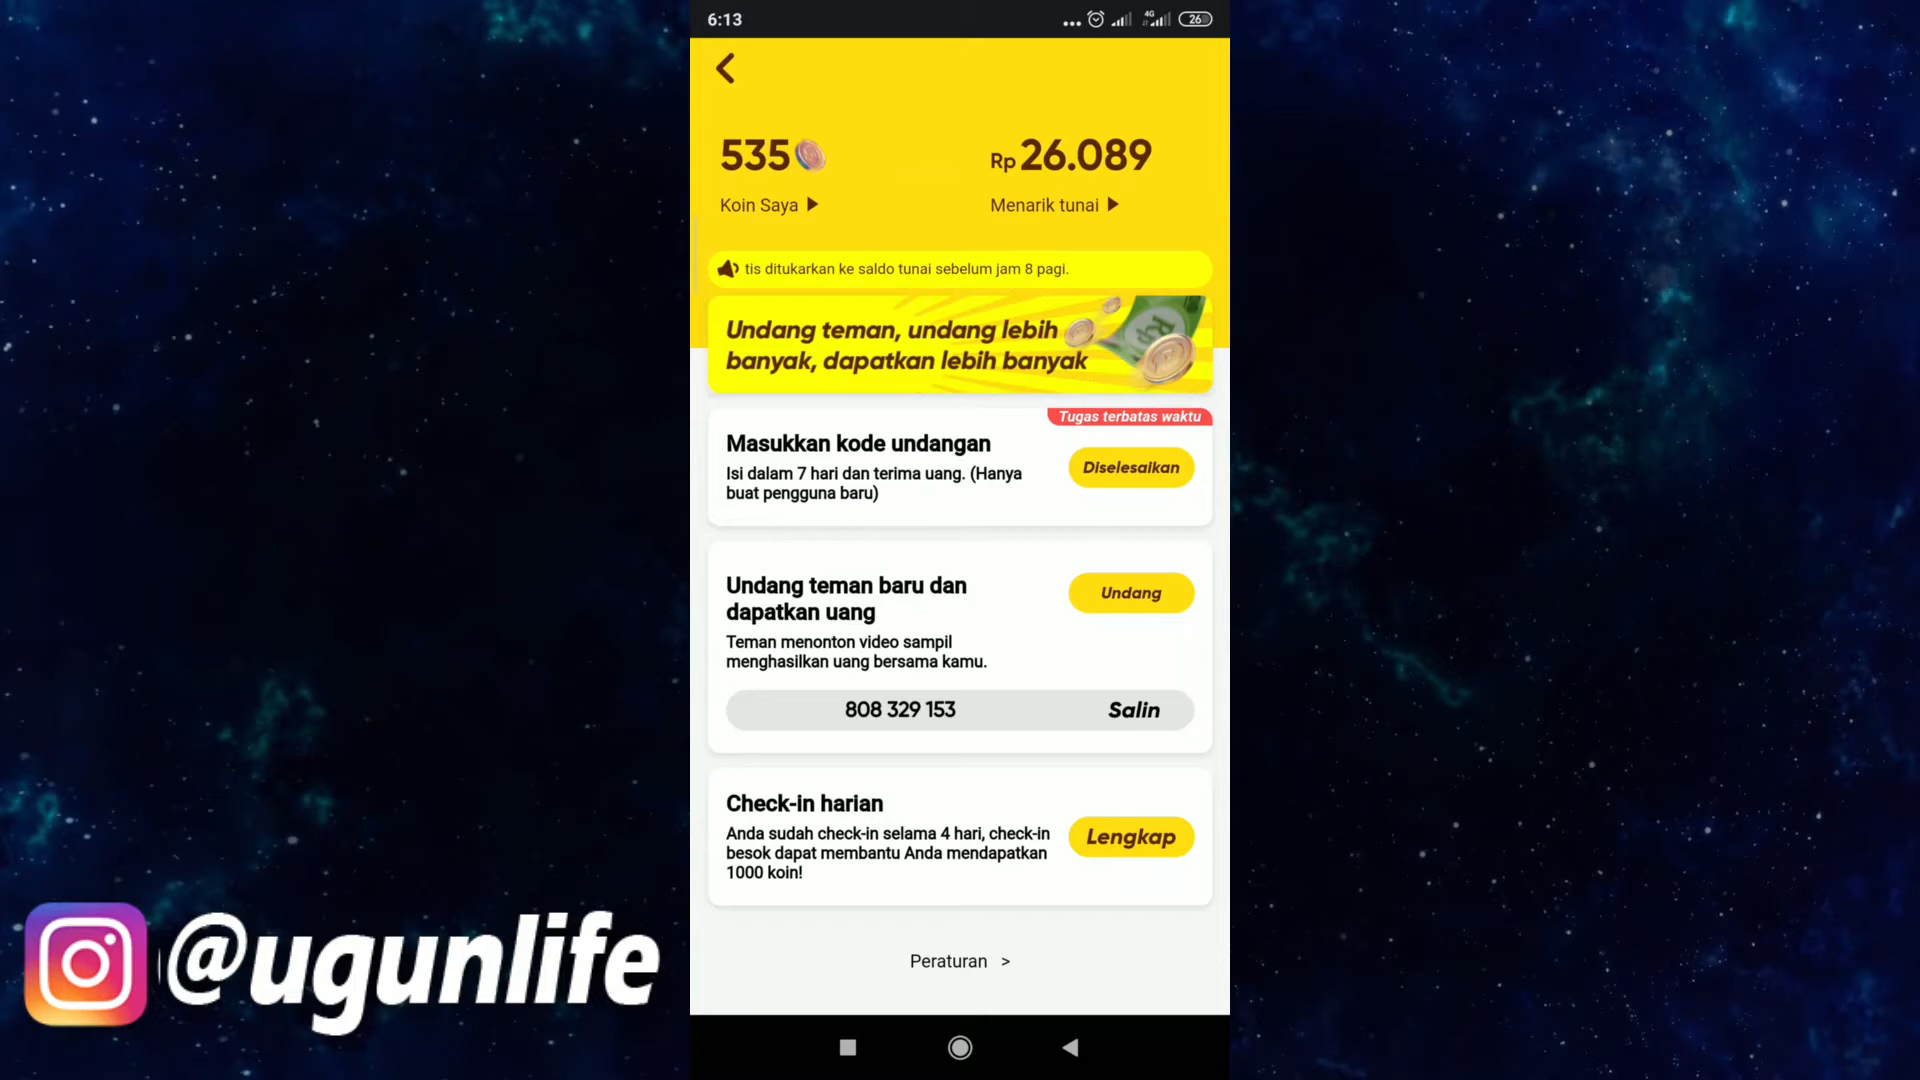 6:13
4G
26
535
Rp 26.089
Koin Saya
Menarik tunai
tis ditukarkan ke saldo tunai sebelum jam 8 pagi.
Undang teman, undang lebih
banyak, dapatkan lebih banyak
Rp
Tugas terbatas waktu
Masukkan kode undangan
Isi dalam 7 hari dan terima uang. (Hanya
buat pengguna baru)
Diselesaikan
Undang teman baru dan
dapatkan uang
Undang
Teman menonton video sampil
menghasilkan uang bersama kamu.
808 329 153
Salin
Check-in harian
Anda sudah check-in selama 4 hari, check-in
besok dapat membantu Anda mendapatkan
1000 koin!
Lengkap
Peraturan >
@ugunlife